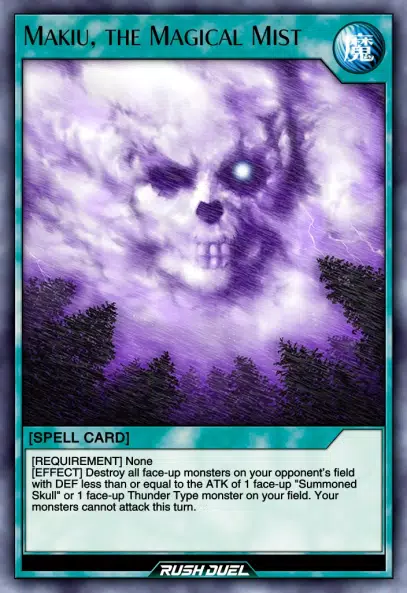 Makiu, the Magical Mist
魔
[SPELL CARD]
[REQUIREMENT] None
[EFFECT] Destroy all face-up monsters on your opponent's field
with DEF less than or equal to the ATK of 1 face-up "Summoned
Skull" or 1 face-up Thunder Type monster on your field. Your
monsters cannot attack this turn.
RUSH DUEL